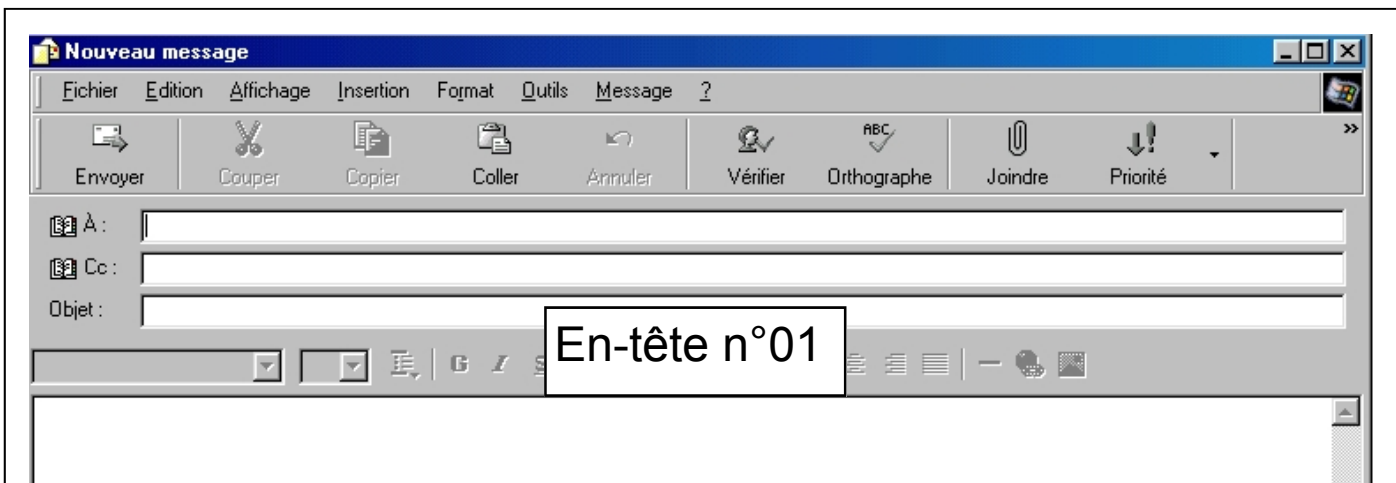 Nouveau message
Fichier Edition Affichage Insertion Format Outils Message ?
ABC »
Envoyer Couper Copier Coller Annuler Vérifier Orthographe Joindre Priorité
À :
Cc :
Objet :
En-tête n°01
G I S